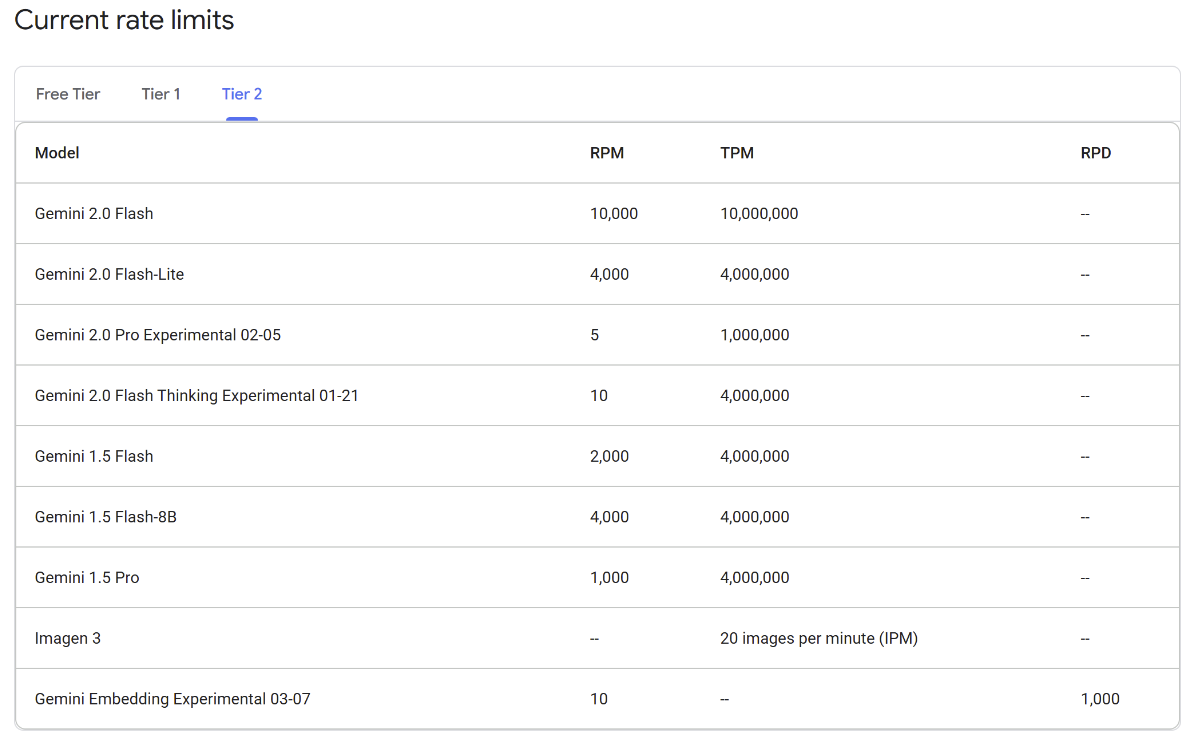 Current rate limits
Free Tier Tier 1 Tier 2
Model RPM TPM RPD
Gemini 2.0 Flash 10,000 10,000,000 --
Gemini 2.0 Flash-Lite 4,000 4,000,000 --
Gemini 2.0 Pro Experimental 02-05 5 1,000,000 --
Gemini 2.0 Flash Thinking Experimental 01-21 10 4,000,000 --
Gemini 1.5 Flash 2,000 4,000,000 --
Gemini 1.5 Flash-8B 4,000 4,000,000 --
Gemini 1.5 Pro 1,000 4,000,000 --
Imagen 3 -- 20 images per minute (IPM) --
Gemini Embedding Experimental 03-07 10 -- 1,000